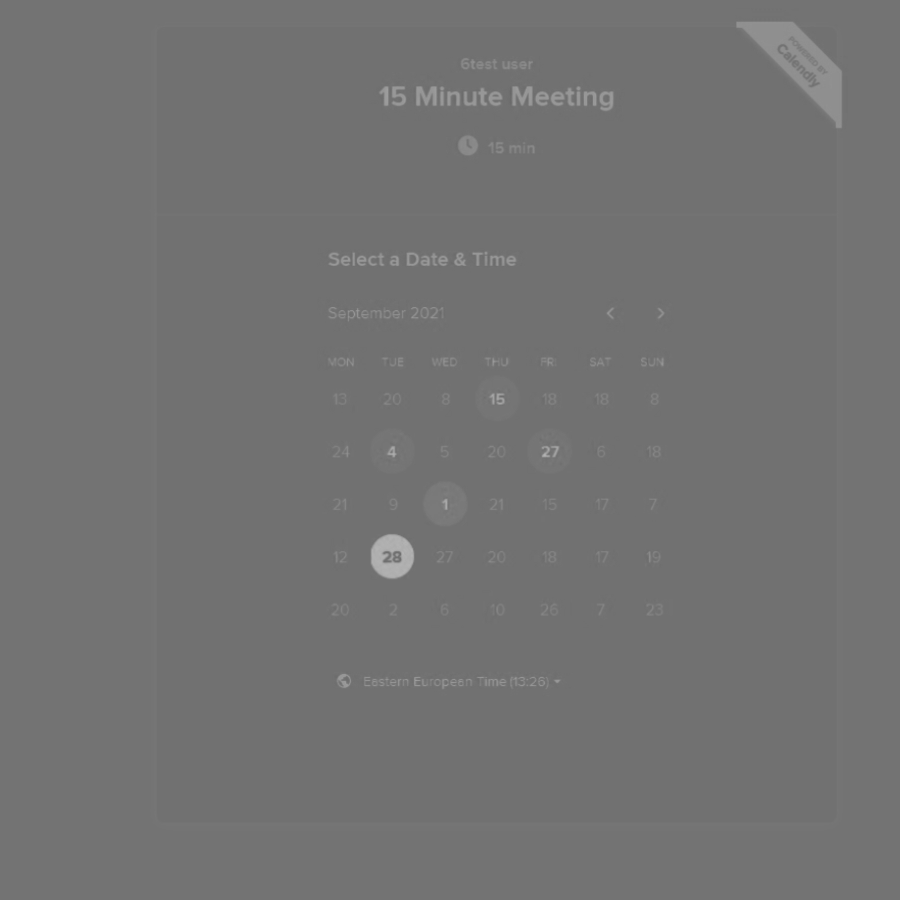 POWERED BY
Calendly
6test user
15 Minute Meeting
15 min
Select a Date & Time
September 2021
MON TUE WED THU FRI SAT SUN
13 20 8 15 18 18 8
24 4 5 20 27 6 18
21 9 1 21 15 17 7
12 28 27 20 18 17 19
20 2 6 10 26 7 23
Eastern European Time (13:26)